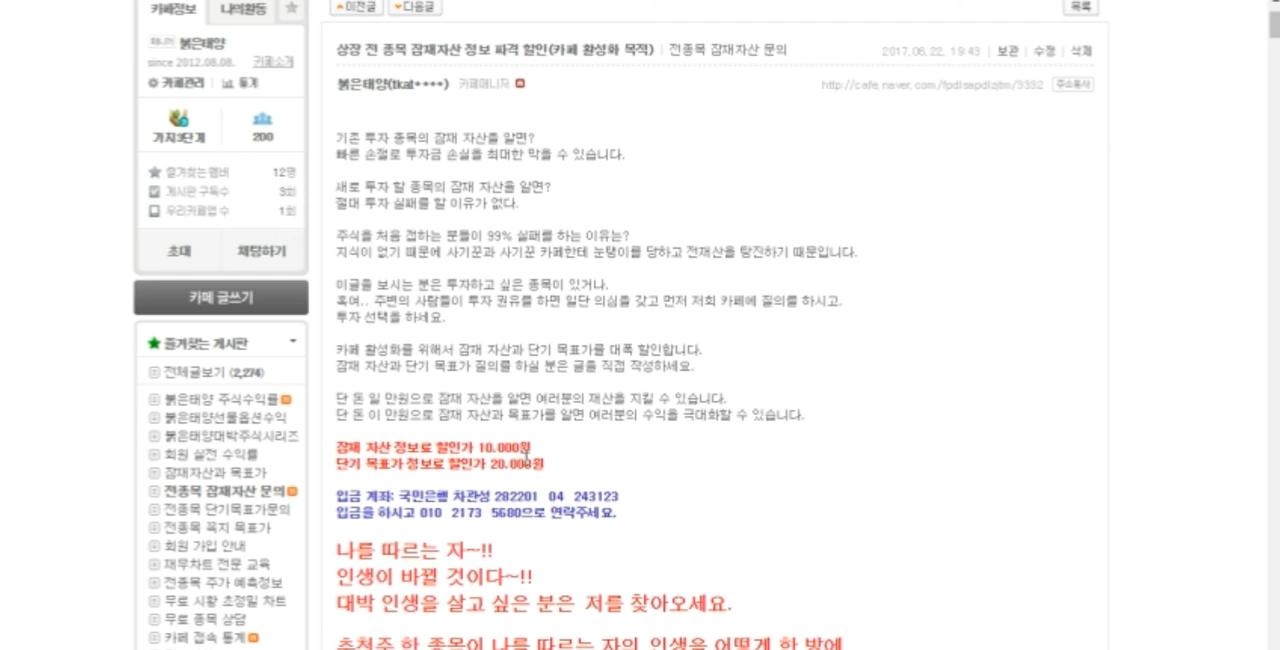 카페정보 나의활동
이전글 다음글 목록
붉은태양
since 2012.08.08. 카페소개
카페관리 통계
가지3단계 200
즐겨찾는 멤버 12명
게시판 구독수 3회
우리카페앱 수 1회
초대 채팅하기
카페 글쓰기
즐겨찾는 게시판
전체글보기 (2,274)
붉은태양 주식수익률
붉은태양선물옵션수익
붉은태양대박주식시리즈
회원 실전 수익률
잠재자산과 목표가
전종목 잠재자산 문의
전종목 단기목표가문의
전종목 꼭지 목표가
회원 가입 안내
재무차트 전문 교육
전종목 주가 예측정보
무료 시황 초정밀 차트
무료 종목 상담
카페 접속 통계
상장 전 종목 잠재자산 정보 파격 할인(카페 활성화 목적) | 전종목 잠재자산 문의
2017.06.22. 19:43 | 보관 | 수정 | 삭제
붉은태양(tkat****) 카페매니저
http://cafe.naver.com/fpdlsapdlzjtm/3332 주소복사
기존 투자 종목의 잠재 자산을 알면?
빠른 손절로 투자금 손실을 최대한 막을 수 있습니다.
새로 투자 할 종목의 잠재 자산을 알면?
절대 투자 실패를 할 이유가 없다.
주식을 처음 접하는 분들이 99% 실패를 하는 이유는?
지식이 없기 때문에 사기꾼과 사기꾼 카페한테 눈탱이를 당하고 전재산을 탕진하기 때문입니다.
이글을 보시는 분은 투자하고 싶은 종목이 있거나.
혹여.. 주변의 사람들이 투자 권유를 하면 일단 의심을 갖고 먼저 저희 카페에 질의를 하시고.
투자 선택을 하세요.
카페 활성화를 위해서 잠재 자산과 단기 목표가를 대폭 할인합니다.
잠재 자산과 단기 목표가 질의를 하실 분은 글을 직접 작성하세요.
단 돈 일 만원으로 잠재 자산을 알면 여러분의 재산을 지킬 수 있습니다.
단 돈 이 만원으로 잠재 자산과 목표가를 알면 여러분의 수익을 극대화할 수 있습니다.
잠재 자산 정보료 할인가 10.000원
단기 목표가 정보료 할인가 20.000원
입금 계좌: 국민은행 차관성 282201 04 243123
입금을 하시고 010 2173 5680으로 연락주세요.
나를 따르는 자~!!
인생이 바뀔 것이다~!!
대박 인생을 살고 싶은 분은 저를 찾아오세요.
추천주 한 종목이 나를 따르는 자의 인생을 어떻게 한 방에